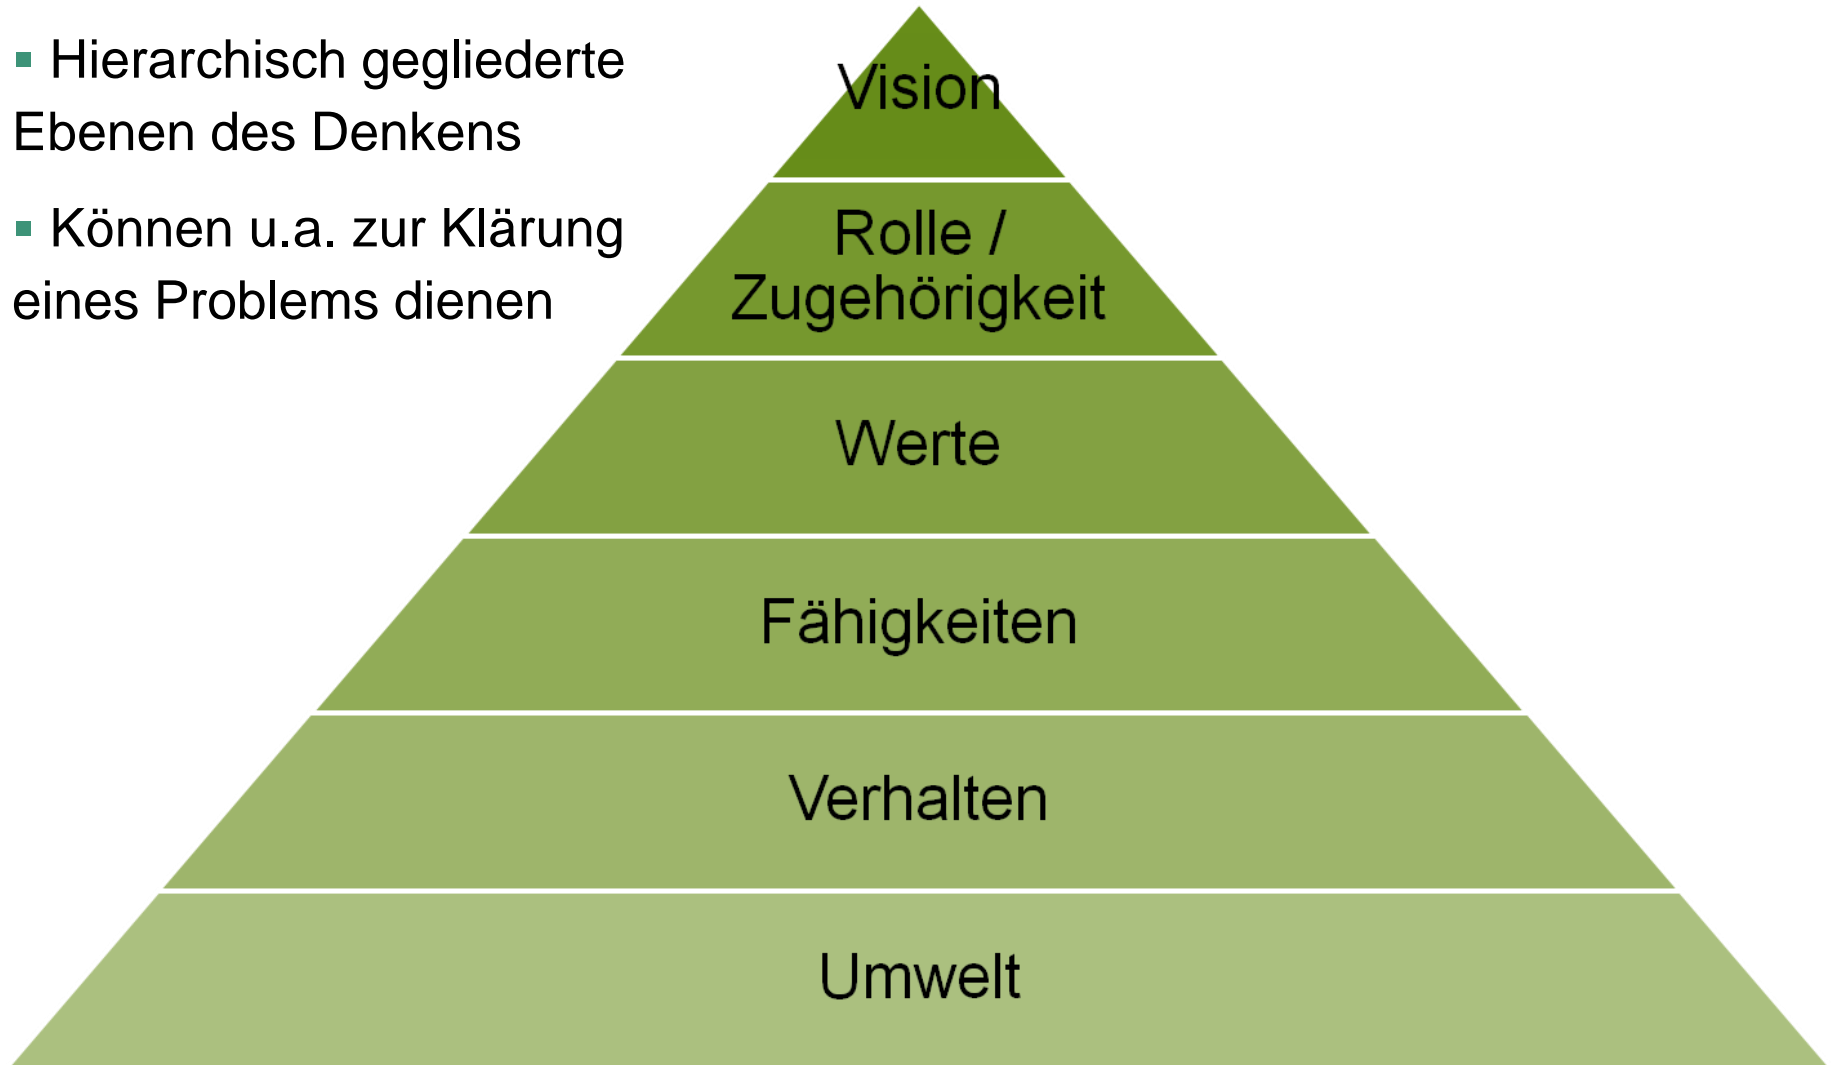 ▪ Hierarchisch gegliederte
Ebenen des Denkens
▪ Können u.a. zur Klärung
eines Problems dienen
Vision
Rolle /
Zugehörigkeit
Werte
Fähigkeiten
Verhalten
Umwelt